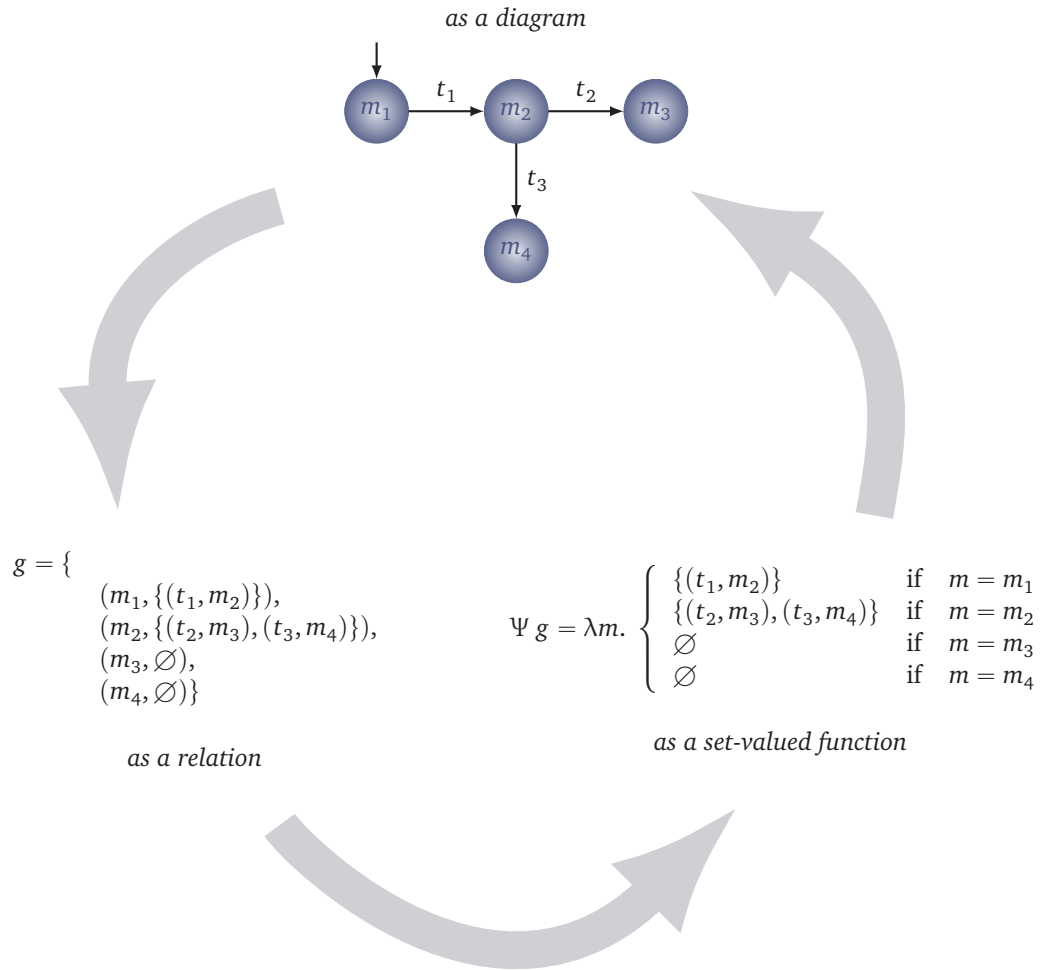 as a diagram
t₁ t₂
m₁ m₂ m₃
t₃
m₄
g = {
(m₁, {(t₁, m₂)}),
(m₂, {(t₂, m₃), (t₃, m₄)}),
(m₃, ∅),
(m₄, ∅)}
as a relation
Ψ g = λm. {
{(t₁, m₂)} if m = m₁
{(t₂, m₃), (t₃, m₄)} if m = m₂
∅ if m = m₃
∅ if m = m₄
as a set-valued function